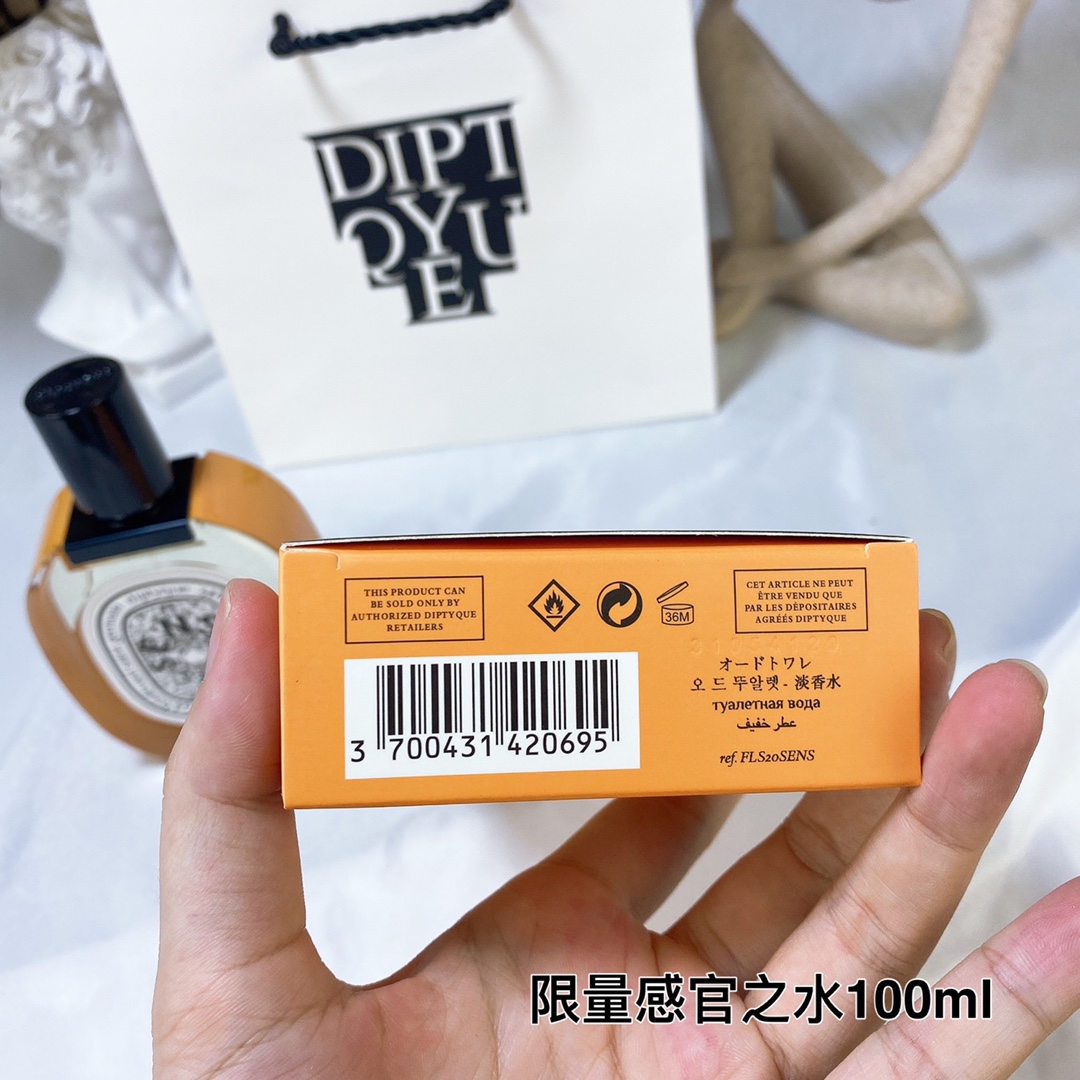 DIPT
QYU
E
THIS PRODUCT CAN
BE SOLD ONLY BY
AUTHORIZED DIPTYQUE
RETAILERS
36M
CET ARTICLE NE PEUT
ÊTRE VENDU QUE
PAR LES DÉPOSITAIRES
AGRÉÉS DIPTYQUE
オードトワレ
오 드 뚜알렛 - 淡香水
туалетная вода
عطر خفيف
ref. FLS20SENS
3 700431 420695
限量感官之水100ml